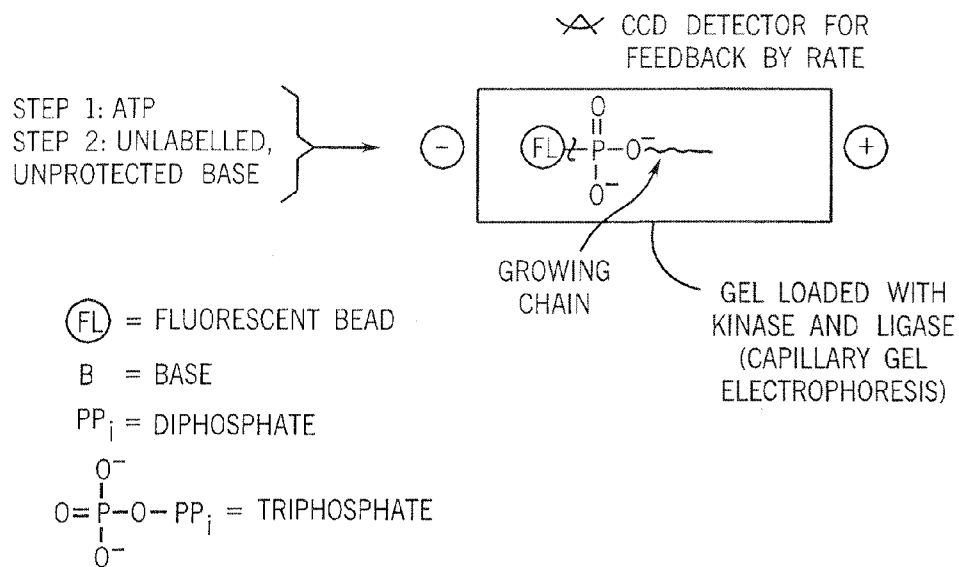 CCD DETECTOR FOR
FEEDBACK BY RATE
STEP 1: ATP
STEP 2: UNLABELLED,
UNPROTECTED BASE
−
FL
O
P–O⁻
O⁻
+
GROWING
CHAIN
GEL LOADED WITH
KINASE AND LIGASE
(CAPILLARY GEL
ELECTROPHORESIS)
FL = FLUORESCENT BEAD
B = BASE
PPi = DIPHOSPHATE
O⁻
O=P–O–PPi = TRIPHOSPHATE
O⁻